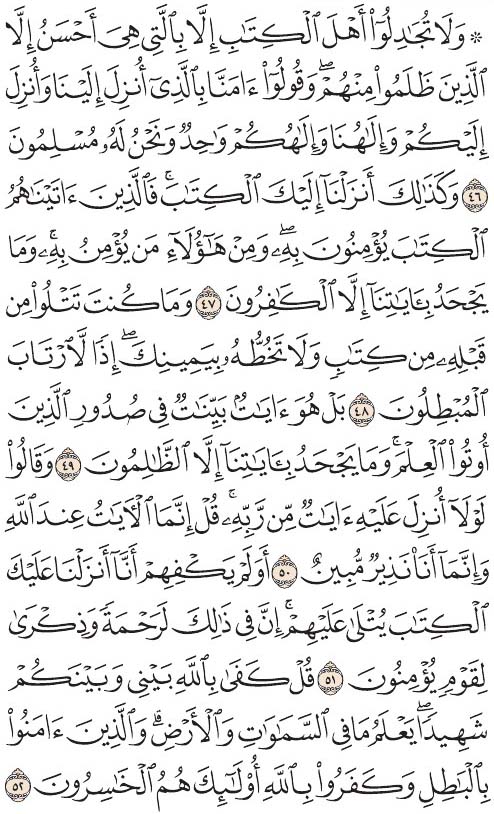 ۞ وَلَا تُجَٰدِلُوٓا۟ أَهْلَ ٱلْكِتَٰبِ إِلَّا بِٱلَّتِى هِىَ أَحْسَنُ إِلَّا
ٱلَّذِينَ ظَلَمُوا۟ مِنْهُمْ ۖ وَقُولُوٓا۟ ءَامَنَّا بِٱلَّذِىٓ أُنزِلَ إِلَيْنَا وَأُنزِلَ
إِلَيْكُمْ وَإِلَٰهُنَا وَإِلَٰهُكُمْ وَٰحِدٌ وَنَحْنُ لَهُۥ مُسْلِمُونَ
٤٦ وَكَذَٰلِكَ أَنزَلْنَآ إِلَيْكَ ٱلْكِتَٰبَ ۚ فَٱلَّذِينَ ءَاتَيْنَٰهُمُ
ٱلْكِتَٰبَ يُؤْمِنُونَ بِهِۦ ۖ وَمِنْ هَٰٓؤُلَآءِ مَن يُؤْمِنُ بِهِۦ ۚ وَمَا
يَجْحَدُ بِـَٔايَٰتِنَآ إِلَّا ٱلْكَٰفِرُونَ ٤٧ وَمَا كُنتَ تَتْلُوا۟ مِن
قَبْلِهِۦ مِن كِتَٰبٍ وَلَا تَخُطُّهُۥ بِيَمِينِكَ ۖ إِذًا لَّٱرْتَابَ
ٱلْمُبْطِلُونَ ٤٨ بَلْ هُوَ ءَايَٰتٌۢ بَيِّنَٰتٌ فِى صُدُورِ ٱلَّذِينَ
أُوتُوا۟ ٱلْعِلْمَ ۚ وَمَا يَجْحَدُ بِـَٔايَٰتِنَآ إِلَّا ٱلظَّٰلِمُونَ ٤٩ وَقَالُوا۟
لَوْلَآ أُنزِلَ عَلَيْهِ ءَايَٰتٌ مِّن رَّبِّهِۦ ۖ قُلْ إِنَّمَا ٱلْـَٔايَٰتُ عِندَ ٱللَّهِ
وَإِنَّمَآ أَنَا۠ نَذِيرٌ مُّبِينٌ ٥٠ أَوَلَمْ يَكْفِهِمْ أَنَّآ أَنزَلْنَا عَلَيْكَ
ٱلْكِتَٰبَ يُتْلَىٰ عَلَيْهِمْ ۚ إِنَّ فِى ذَٰلِكَ لَرَحْمَةً وَذِكْرَىٰ
لِقَوْمٍ يُؤْمِنُونَ ٥١ قُلْ كَفَىٰ بِٱللَّهِ بَيْنِى وَبَيْنَكُمْ
شَهِيدًا ۖ يَعْلَمُ مَا فِى ٱلسَّمَٰوَٰتِ وَٱلْأَرْضِ ۗ وَٱلَّذِينَ ءَامَنُوا۟
بِٱلْبَٰطِلِ وَكَفَرُوا۟ بِٱللَّهِ أُو۟لَٰٓئِكَ هُمُ ٱلْخَٰسِرُونَ ٥٢